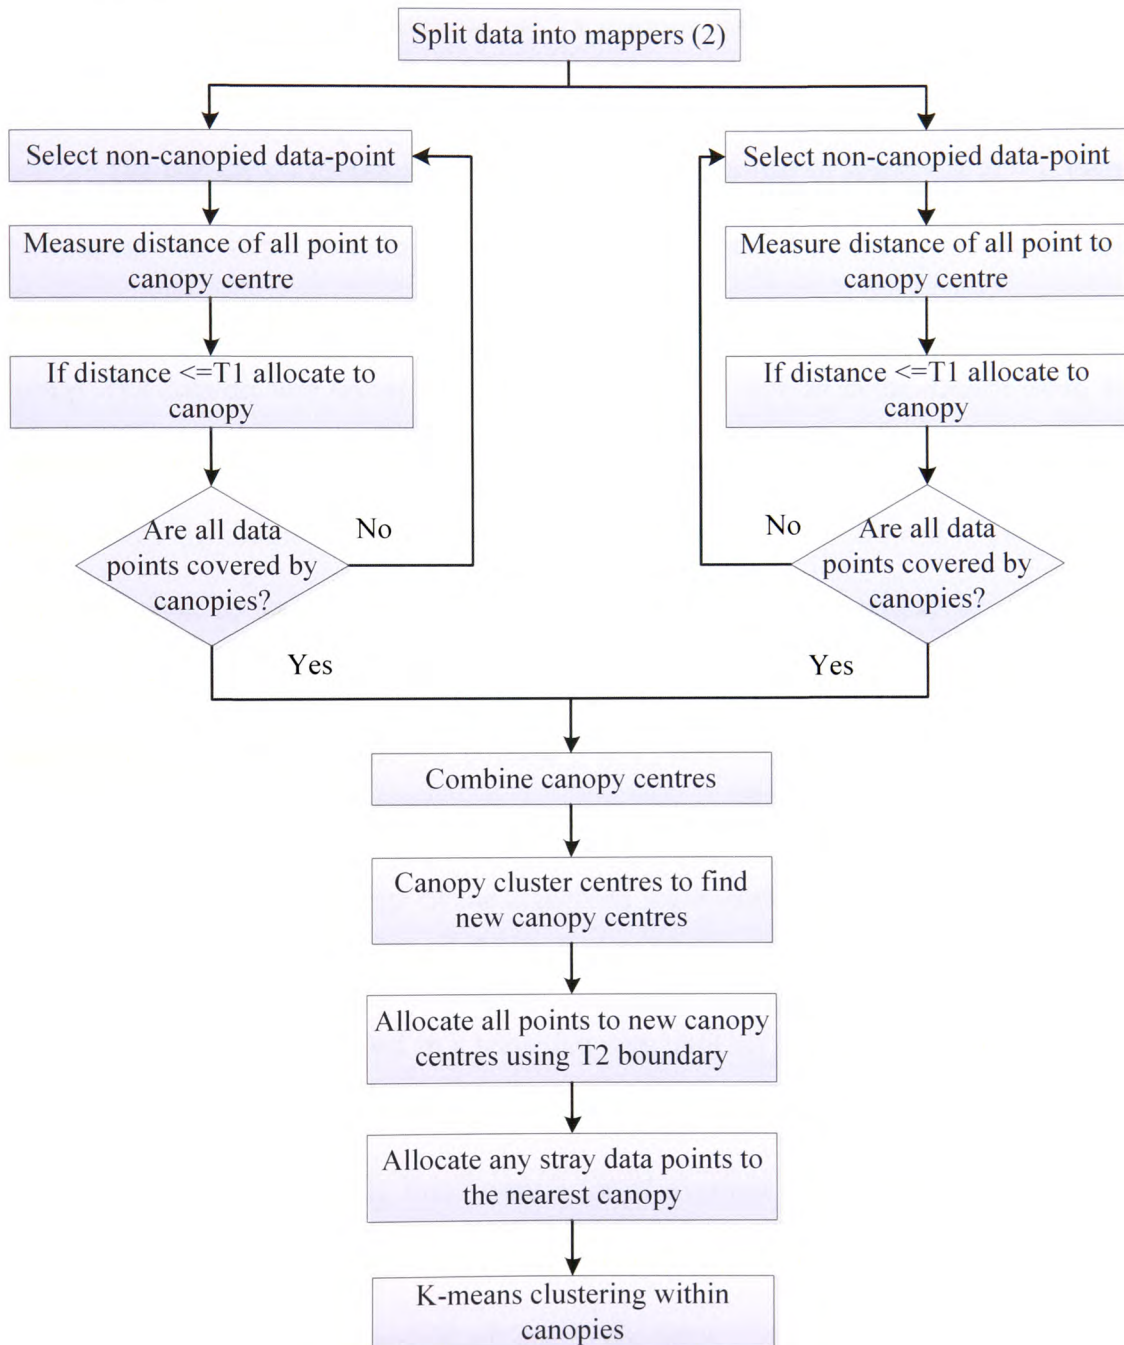 Split data into mappers (2)
Select non-canopied data-point
Measure distance of all point to
canopy centre
If distance <=T1 allocate to
canopy
Are all data
points covered by
canopies?
No
Yes
Select non-canopied data-point
Measure distance of all point to
canopy centre
If distance <=T1 allocate to
canopy
Are all data
points covered by
canopies?
No
Yes
Combine canopy centres
Canopy cluster centres to find
new canopy centres
Allocate all points to new canopy
centres using T2 boundary
Allocate any stray data points to
the nearest canopy
K-means clustering within
canopies